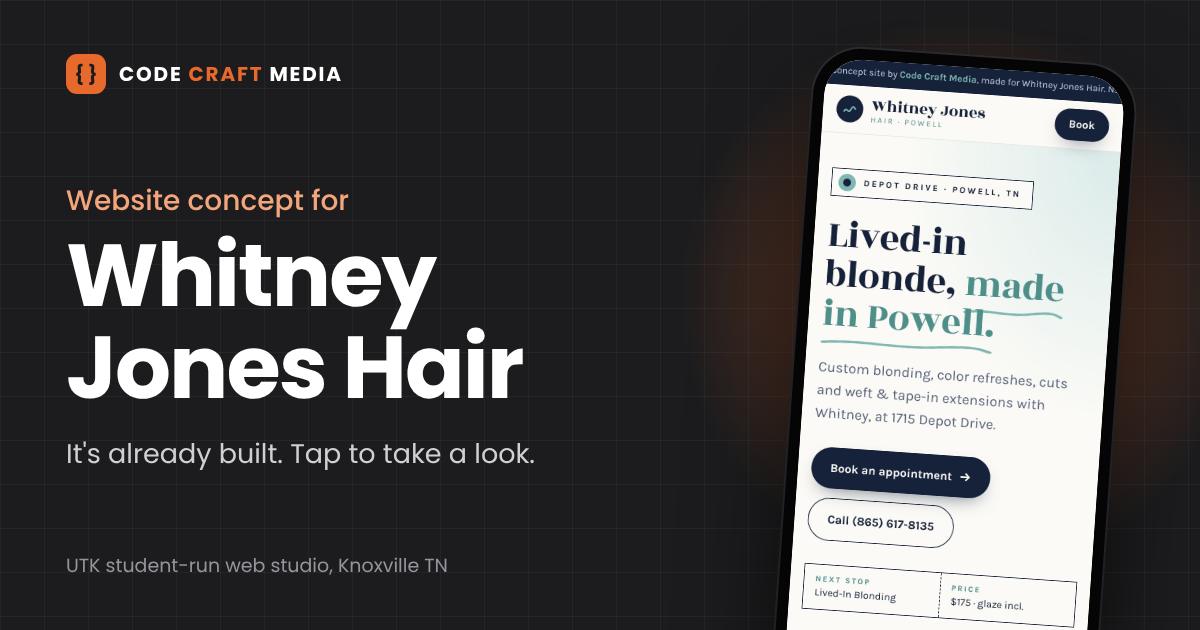 { } CODE CRAFT MEDIA
Website concept for
Whitney
Jones Hair
It's already built. Tap to take a look.
UTK student-run web studio, Knoxville TN
concept site by Code Craft Media, made for Whitney Jones Hair.
Whitney Jones
HAIR · POWELL
Book
DEPOT DRIVE · POWELL, TN
Lived-in
blonde, made
in Powell.
Custom blonding, color refreshes, cuts
and weft & tape-in extensions with
Whitney, at 1715 Depot Drive.
Book an appointment →
Call (865) 617-8135
NEXT STOP
Lived-In Blonding
PRICE
$175 · glaze incl.